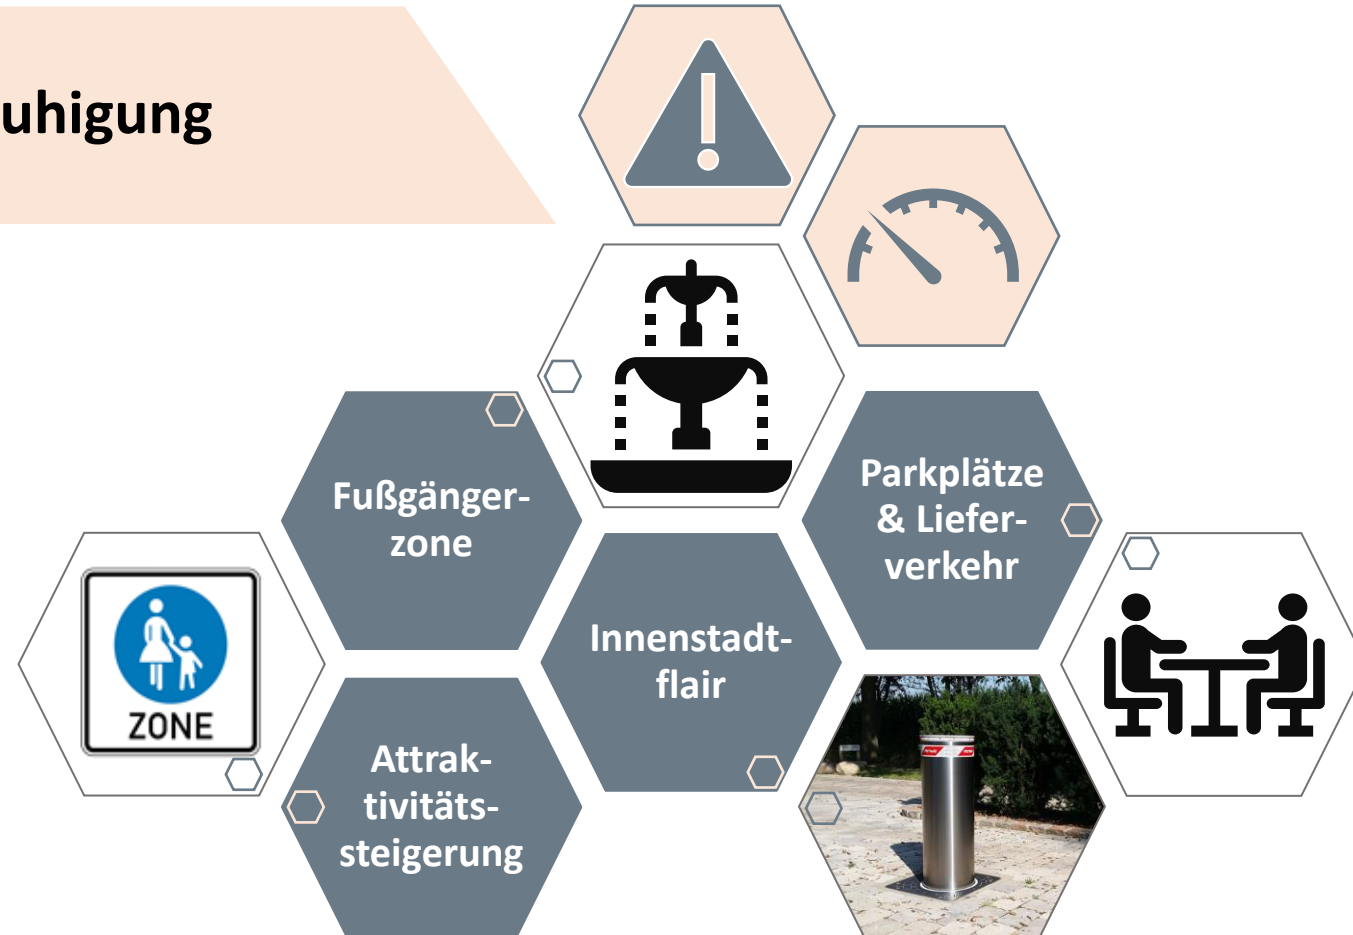 uhigung
Fußgänger-
zone
Parkplätze
& Liefer-
verkehr
Innenstadt-
flair
ZONE
Attrak-
tivitäts-
steigerung